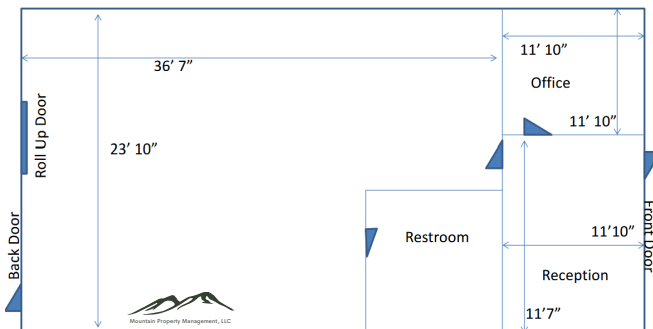 11’ 10”
36’ 7”
Office
Roll Up Door
11’ 10”
23’ 10”
Back Door
Front Door
Restroom
11’10”
Reception
11’7”
Mountain Property Management, LLC